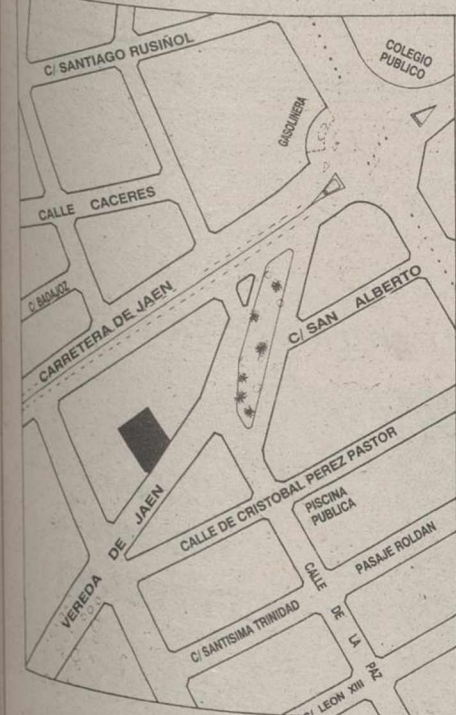 C/ SANTIAGO RUSIÑOL
COLEGIO
PUBLICO
GASOLINERA
CALLE CACERES
C/ BADAJOZ
CARRETERA DE JAEN
C/ SAN ALBERTO
CALLE DE CRISTOBAL PEREZ PASTOR
PISCINA
PUBLICA
VEREDA DE JAEN
PASAJE ROLDAN
CALLE DE LA PAZ
C/ SANTISIMA TRINIDAD
C/ LEON XIII